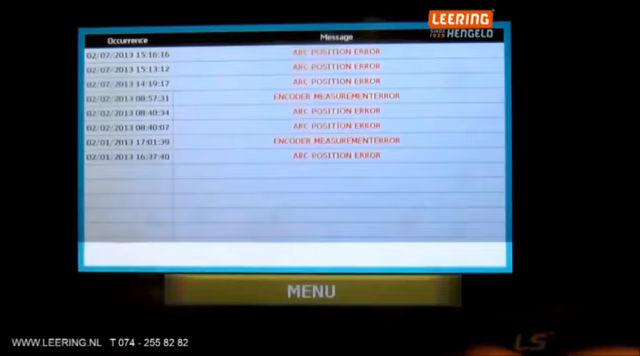 LEERING
SINDS 1938 HENGELO
Occurrence Message
02/07/2013 15:16:16 ARC POSITION ERROR
02/07/2013 15:13:12 ARC POSITION ERROR
02/07/2013 14:19:17 ARC POSITION ERROR
02/02/2013 08:57:31 ENCODER MEASUREMENTERROR
02/02/2013 08:40:34 ARC POSITION ERROR
02/02/2013 08:40:07 ARC POSITION ERROR
02/01/2013 17:01:39 ENCODER MEASUREMENTERROR
02/01/2013 16:37:40 ARC POSITION ERROR
MENU
WWW.LEERING.NL T 074 - 255 82 82
LS